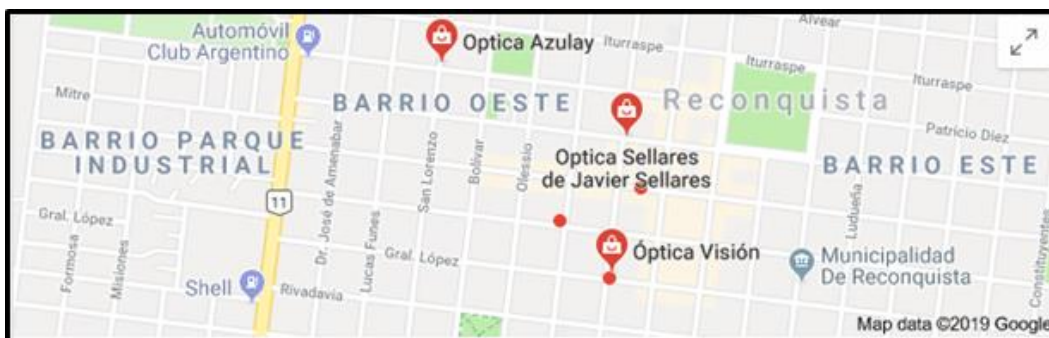 Alvear
Automóvil
Club Argentino
Optica Azulay
Iturraspe
Iturraspe
Iturraspe
Mitre
BARRIO OESTE
Reconquista
Patricio Diez
BARRIO PARQUE
INDUSTRIAL
Optica Sellares
de Javier Sellares
BARRIO ESTE
Dr. José de Amenabar
San Lorenzo
Bolívar
Olessio
11
Gral. López
Formosa
Misiones
Lucas Funes
Gral. López
Óptica Visión
Ludueña
Municipalidad
De Reconquista
Constituyentes
Shell
Rivadavia
Map data ©2019 Google